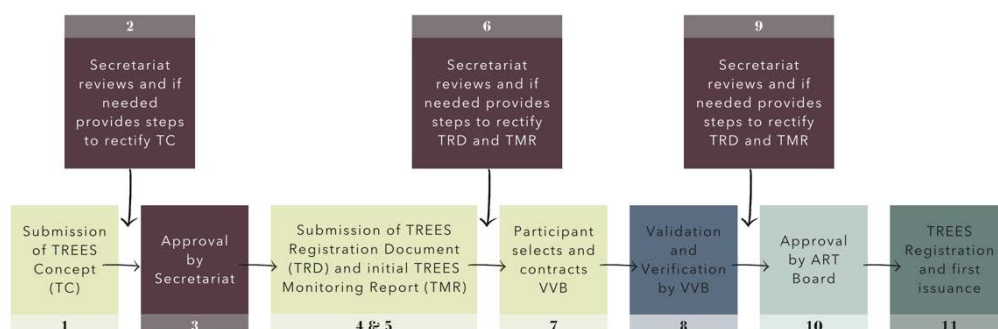 2
Secretariat
reviews and if
needed
provides steps
to rectify TC
6
Secretariat
reviews and if
needed provides
steps to rectify
TRD and TMR
9
Secretariat
reviews and if
needed provides
steps to rectify
TRD and TMR
Submission
of TREES
Concept
(TC)
1
Approval
by
Secretariat
3
Submission of TREES
Registration Document
(TRD) and initial TREES
Monitoring Report (TMR)
4 & 5
Participant
selects and
contracts
VVB
7
Validation
and
Verification
by VVB
8
Approval
by ART
Board
10
TREES
Registration
and first
issuance
11